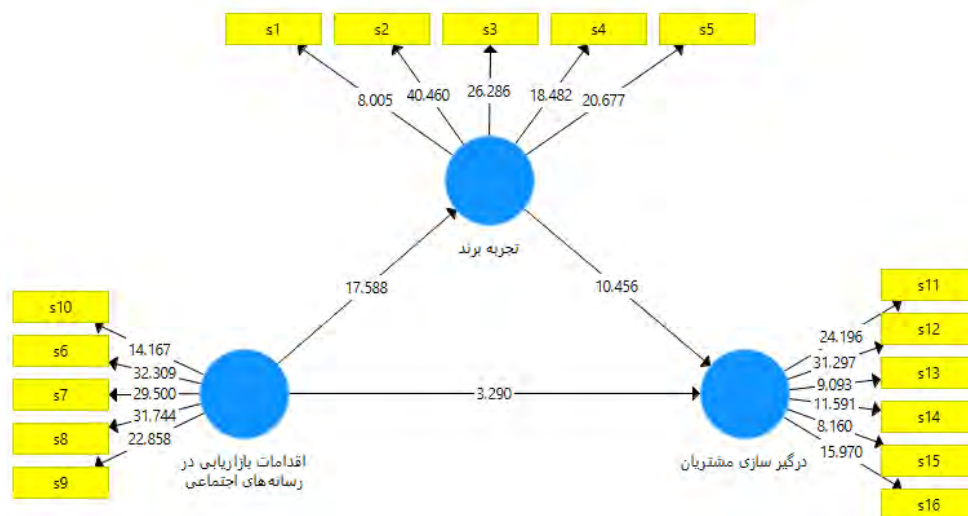 s1
s2
s3
s4
s5
8.005
40.460
26.286
18.482
20.677
تجربه برند
17.588
10.456
s10
s6
s7
s8
s9
14.167
32.309
29.500
31.744
22.858
اقدامات بازاریابی در
رسانه‌های اجتماعی
3.290
درگیر سازی مشتریان
24.196
31.297
9.093
11.591
8.160
15.970
s11
s12
s13
s14
s15
s16